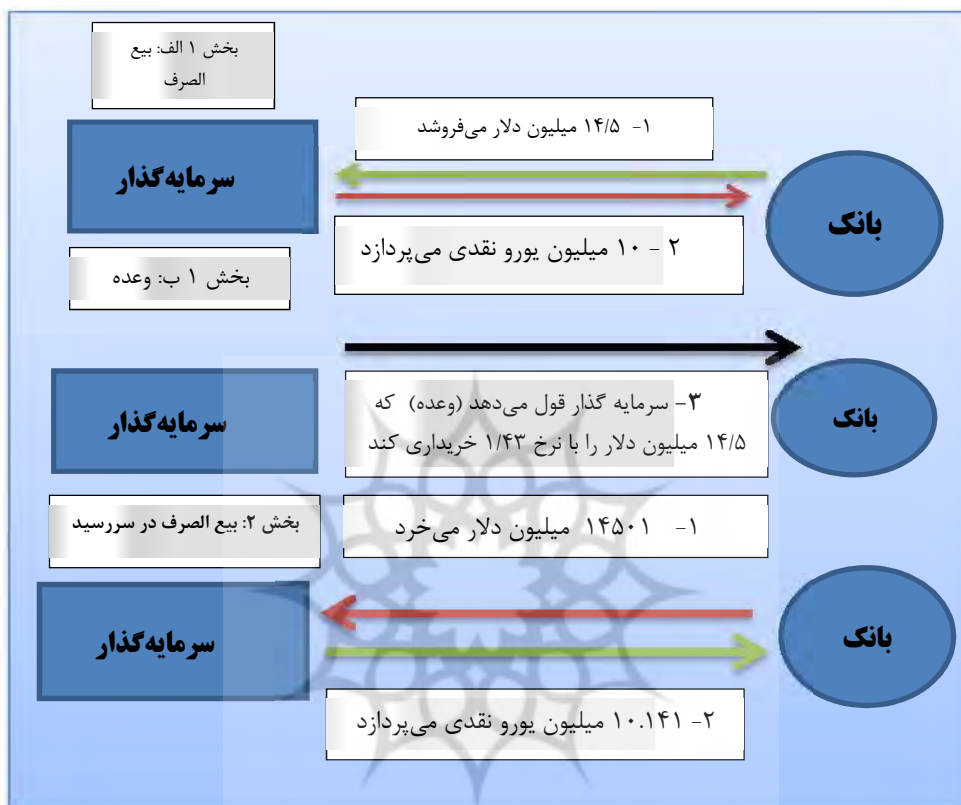 بخش ۱ الف: بیع
الصرف
۱- ۱۴/۵ میلیون دلار می‌فروشد
سرمایه‌گذار
بانک
۲ - ۱۰ میلیون یورو نقدی می‌پردازد
بخش ۱ ب: وعده
سرمایه‌گذار
بانک
۳- سرمایه گذار قول می‌دهد (وعده) که
۱۴/۵ میلیون دلار را با نرخ ۱/۴۳ خریداری کند
بخش ۲: بیع الصرف در سررسید
۱- ۱۴۵۰۱ میلیون دلار می‌خرد
سرمایه‌گذار
بانک
۲- ۱۰.۱۴۱ میلیون یورو نقدی می‌پردازد